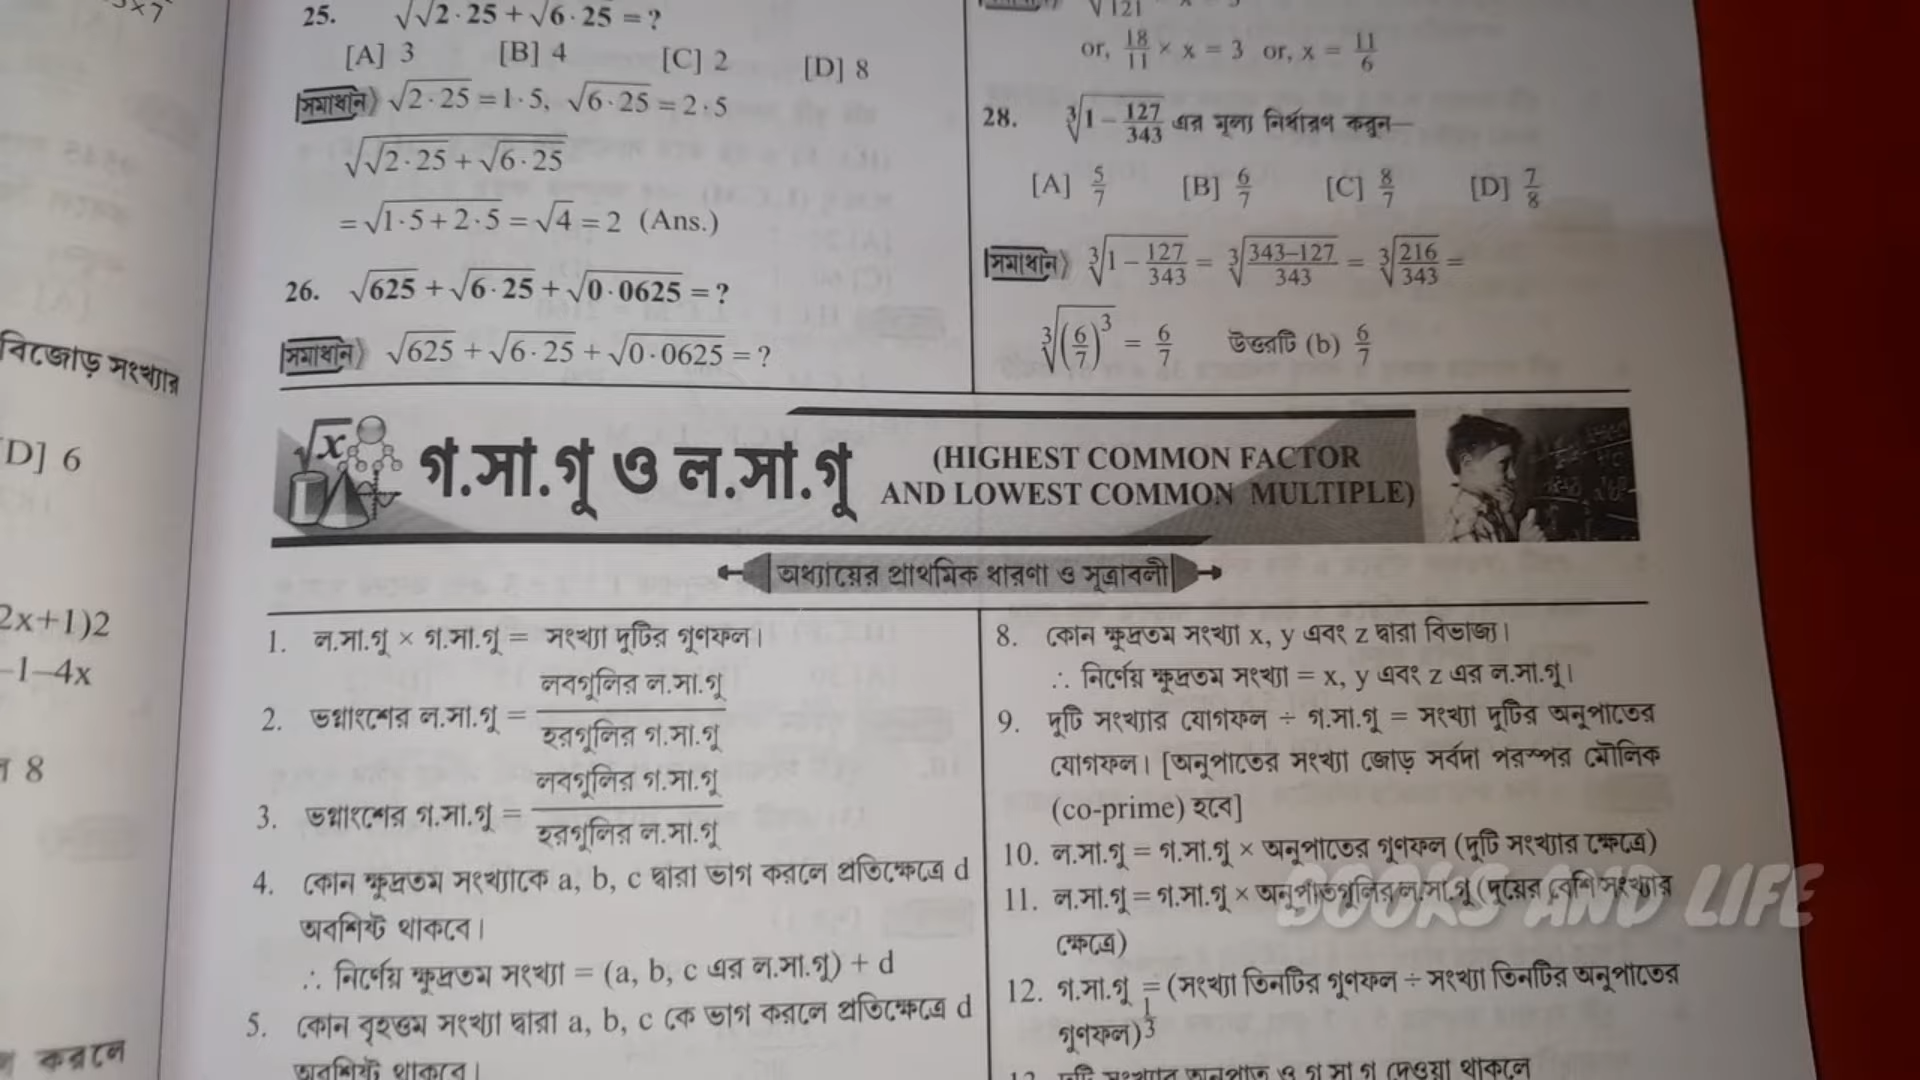 25. √√2·25 + √6·25 = ?
[A] 3 [B] 4 [C] 2 [D] 8
সমাধান √2·25 = 1·5, √6·25 = 2·5
√√2·25 + √6·25
= √1·5 + 2·5 = √4 = 2 (Ans.)
26. √625 + √6·25 + √0·0625 = ?
সমাধান √625 + √6·25 + √0·0625 = ?
or, 18/11 × x = 3 or, x = 11/6
28. ∛1 – 127/343 এর মূল্য নির্ধারণ করুন—
[A] 5/7 [B] 6/7 [C] 8/7 [D] 7/8
সমাধান ∛1 – 127/343 = ∛343–127/343 = ∛216/343 =
∛(6/7)³ = 6/7 উত্তরটি (b) 6/7
√x
গ.সা.গু ও ল.সা.গু
(HIGHEST COMMON FACTOR
AND LOWEST COMMON MULTIPLE)
অধ্যায়ের প্রাথমিক ধারণা ও সূত্রাবলী
1. ল.সা.গু × গ.সা.গু = সংখ্যা দুটির গুণফল।
2. ভগ্নাংশের ল.সা.গু = লবগুলির ল.সা.গু / হরগুলির গ.সা.গু
3. ভগ্নাংশের গ.সা.গু = লবগুলির গ.সা.গু / হরগুলির ল.সা.গু
4. কোন ক্ষুদ্রতম সংখ্যাকে a, b, c দ্বারা ভাগ করলে প্রতিক্ষেত্রে d
অবশিষ্ট থাকবে।
∴ নির্ণেয় ক্ষুদ্রতম সংখ্যা = (a, b, c এর ল.সা.গু) + d
5. কোন বৃহত্তম সংখ্যা দ্বারা a, b, c কে ভাগ করলে প্রতিক্ষেত্রে d
অবশিষ্ট থাকবে।
8. কোন ক্ষুদ্রতম সংখ্যা x, y এবং z দ্বারা বিভাজ্য।
∴ নির্ণেয় ক্ষুদ্রতম সংখ্যা = x, y এবং z এর ল.সা.গু।
9. দুটি সংখ্যার যোগফল ÷ গ.সা.গু = সংখ্যা দুটির অনুপাতের
যোগফল। [অনুপাতের সংখ্যা জোড় সর্বদা পরস্পর মৌলিক
(co-prime) হবে]
10. ল.সা.গু = গ.সা.গু × অনুপাতের গুণফল (দুটি সংখ্যার ক্ষেত্রে)
11. ল.সা.গু = গ.সা.গু × অনুপাতগুলির ল.সা.গু (দুয়ের বেশি সংখ্যার
ক্ষেত্রে)
12. গ.সা.গু = (সংখ্যা তিনটির গুণফল ÷ সংখ্যা তিনটির অনুপাতের
গুণফল)^1/3
বিজোড় সংখ্যার
D] 6
2x+1)2
–1–4x
8
করলে
BOOKS AND LIFE